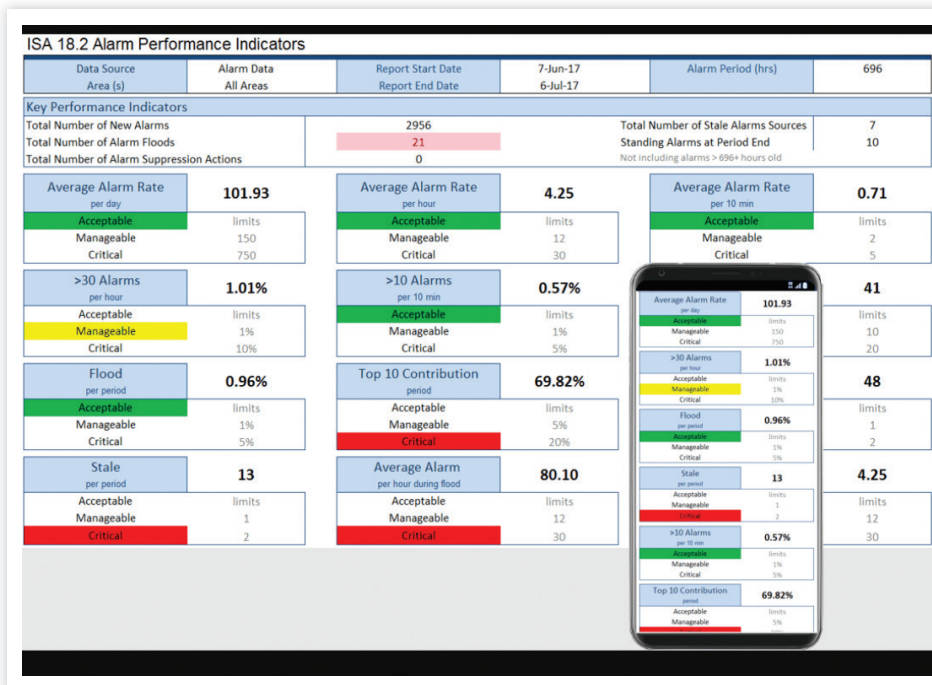 ISA 18.2 Alarm Performance Indicators
Data Source Alarm Data Report Start Date 7-Jun-17 Alarm Period (hrs) 696
Area (s) All Areas Report End Date 6-Jul-17
Key Performance Indicators
Total Number of New Alarms 2956 Total Number of Stale Alarms Sources 7
Total Number of Alarm Floods 21 Standing Alarms at Period End 10
Total Number of Alarm Suppression Actions 0 Not including alarms > 696+ hours old
Average Alarm Rate 101.93 Average Alarm Rate 4.25 Average Alarm Rate 0.71
per day per hour per 10 min
Acceptable limits Acceptable limits Acceptable limits
Manageable 150 Manageable 12 Manageable 2
Critical 750 Critical 30 Critical 5
>30 Alarms 1.01% >10 Alarms 0.57% 41
per hour per 10 min
Acceptable limits Acceptable limits limits
Manageable 1% Manageable 1% 10
Critical 10% Critical 5% 20
Flood 0.96% Top 10 Contribution 69.82% 48
per period period
Acceptable limits Acceptable limits limits
Manageable 1% Manageable 5% 1
Critical 5% Critical 20% 2
Stale 13 Average Alarm 80.10 4.25
per period per hour during flood
Acceptable limits Acceptable limits limits
Manageable 1 Manageable 12 12
Critical 2 Critical 30 30
Average Alarm Rate 101.93
per day
Acceptable limits
Manageable 150
Critical 750
>30 Alarms 1.01%
per hour
Acceptable limits
Manageable 1%
Critical 10%
Flood 0.96%
per period
Acceptable limits
Manageable 1%
Critical 5%
Stale 13
per period
Acceptable limits
Manageable 1
Critical 2
>10 Alarms 0.57%
per 10 min
Acceptable limits
Manageable 1%
Critical 5%
Top 10 Contribution 69.82%
period
Acceptable limits
Manageable 5%